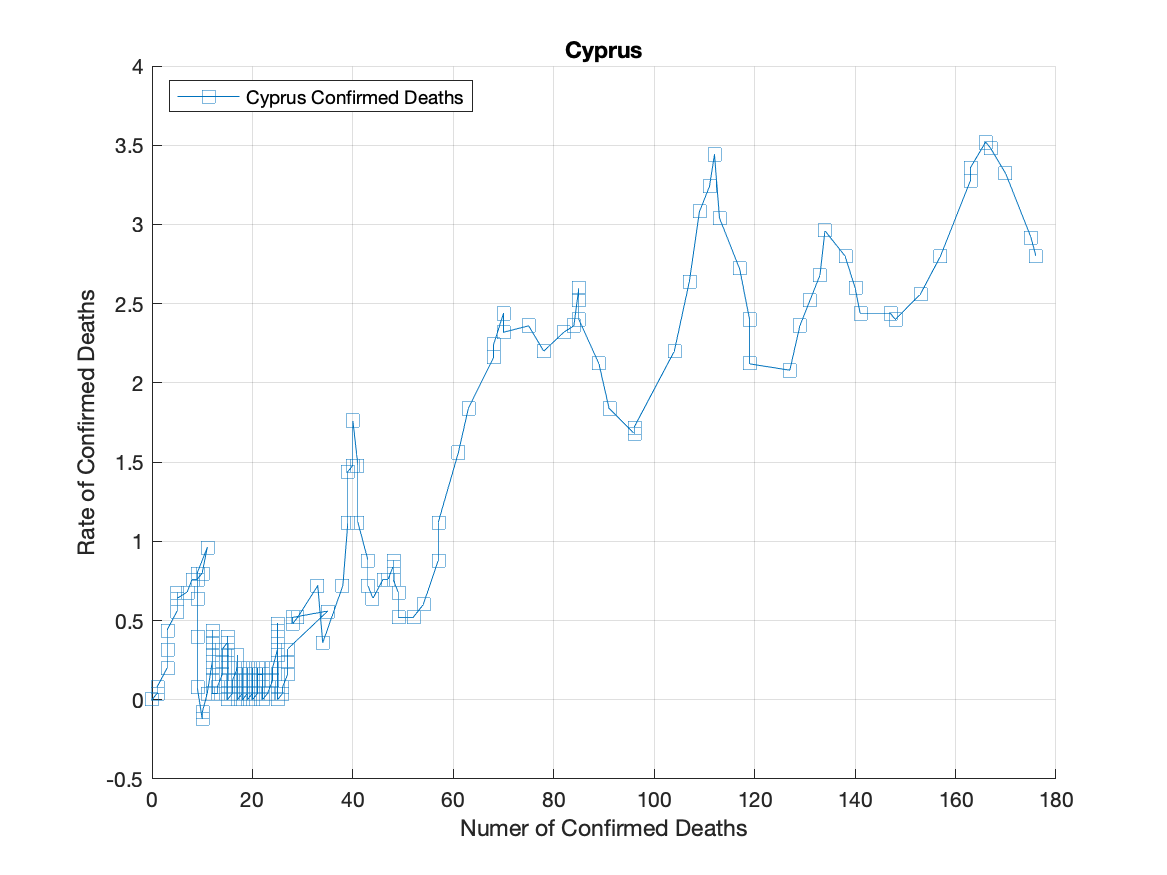 Cyprus
Cyprus Confirmed Deaths
Rate of Confirmed Deaths
4
3.5
3
2.5
2
1.5
1
0.5
0
-0.5
0 20 40 60 80 100 120 140 160 180
Numer of Confirmed Deaths